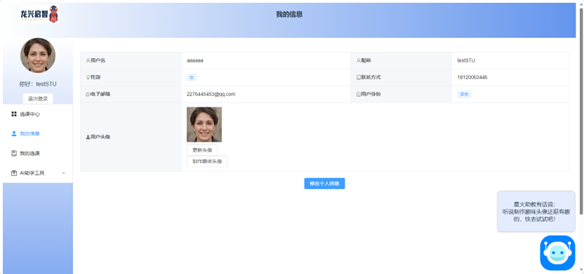 龙兴启智
我的信息
你好：testSTU
退出登录
选课中心
我的信息
我的选课
AI助学工具
用户名 aaaaaa 昵称 testSTU
性别 女 联系方式 19120063446
电子邮箱 2276445453@qq.com 用户身份 学生
用户头像
更新头像
制作趣味头像
修改个人信息
星火助教有话说：
听说制作趣味头像还挺有趣
的，快去试试吧！